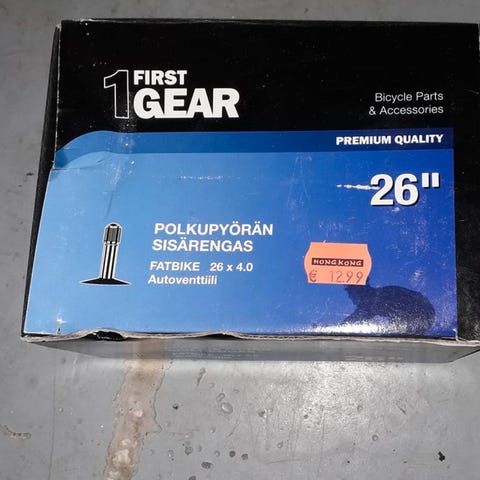 1 FIRST
GEAR
Bicycle Parts
& Accessories
PREMIUM QUALITY
26"
POLKUPYÖRÄN
SISÄRENGAS
FATBIKE 26 x 4.0
Autoventtiili
HONG KONG
€ 12.99